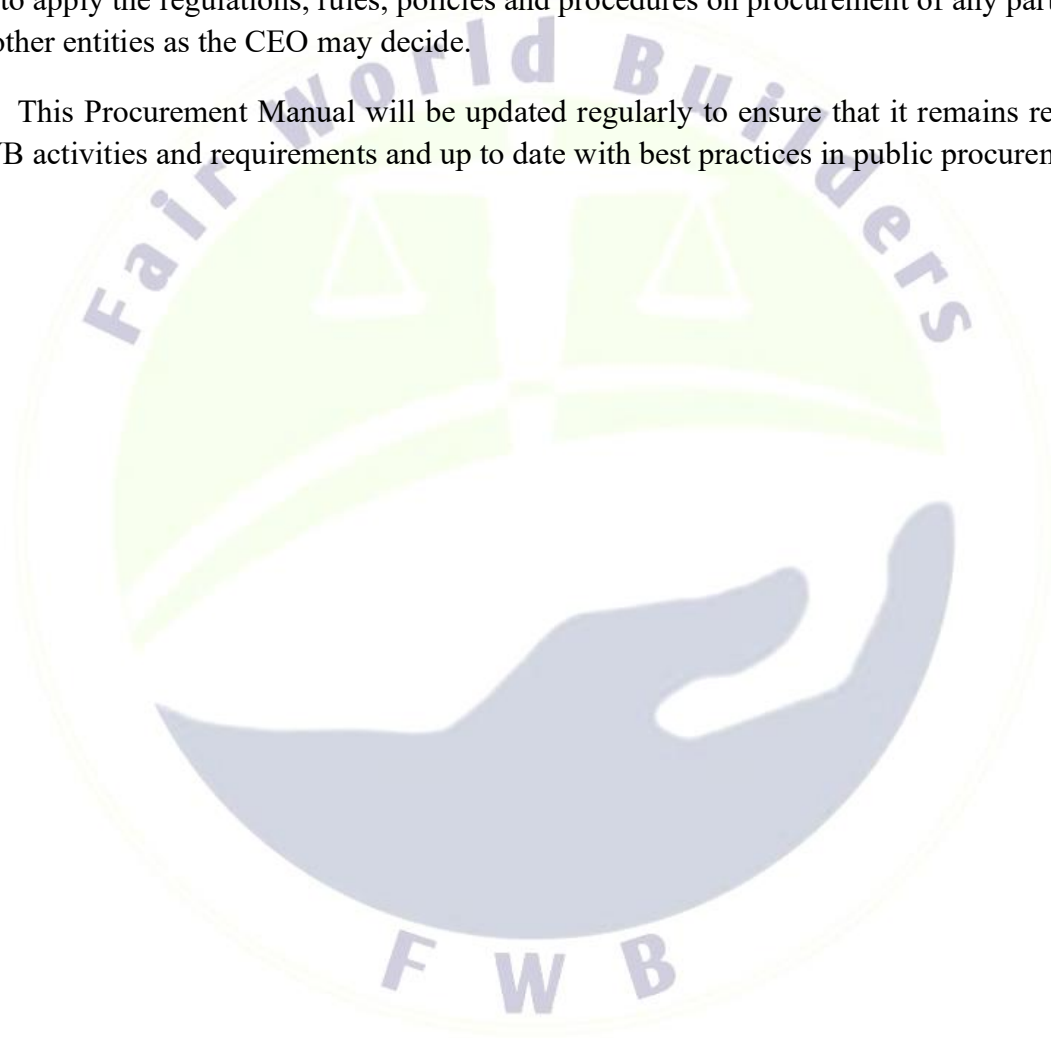 to apply the regulations, rules, policies and procedures on procurement of any part
other entities as the CEO may decide.
This Procurement Manual will be updated regularly to ensure that it remains re
B activities and requirements and up to date with best practices in public procuren
Fair World Builders
F W B